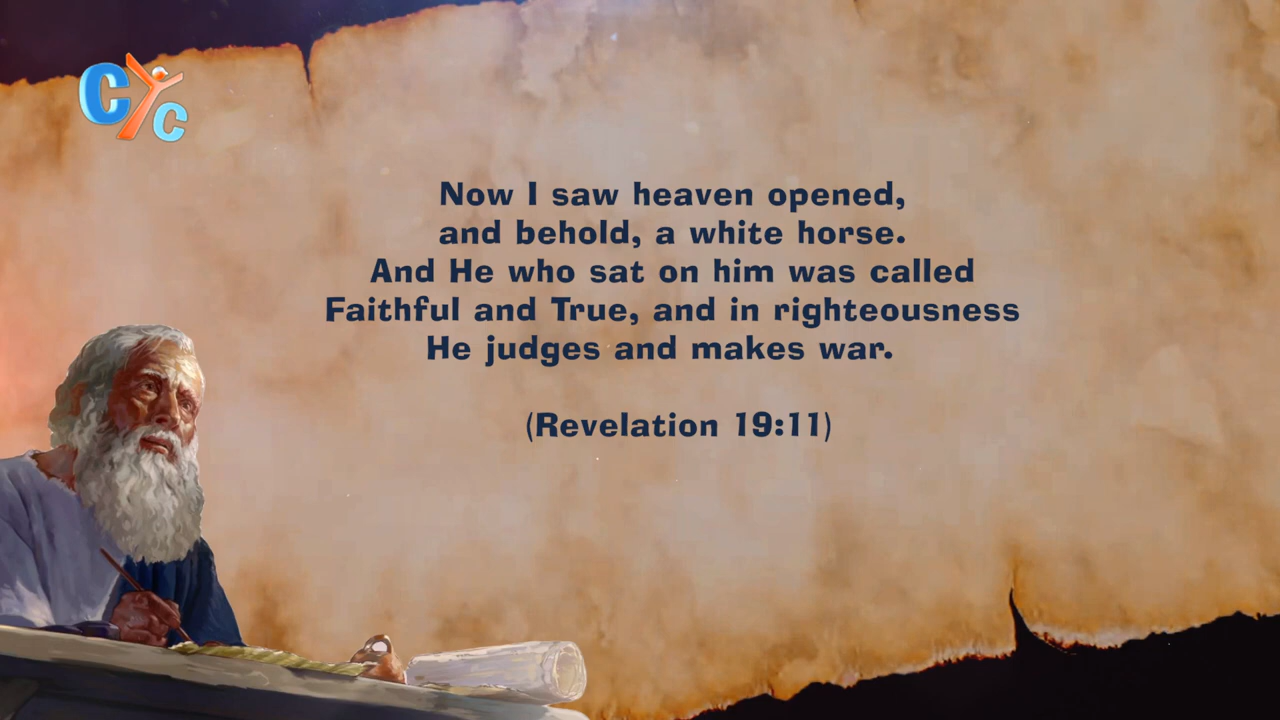 CYC
Now I saw heaven opened,
and behold, a white horse.
And He who sat on him was called
Faithful and True, and in righteousness
He judges and makes war.
(Revelation 19:11)